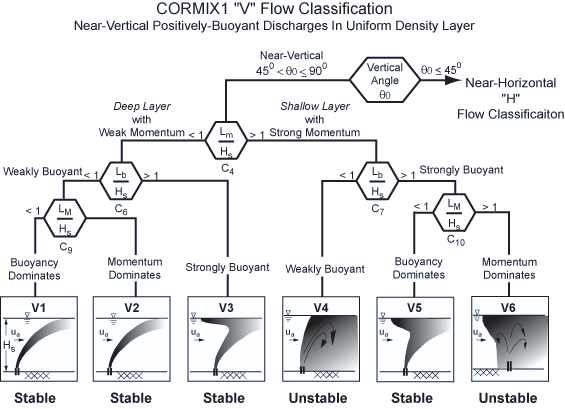 CORMIX1 "V" Flow Classification
Near-Vertical Positively-Buoyant Discharges In Uniform Density Layer
Near-Vertical
45⁰ < θ₀ ≤ 90⁰
Vertical
Angle
θ₀
θ₀ ≤ 45⁰
Near-Horizontal
"H"
Flow Classificaiton
Deep Layer
with
Weak Momentum
< 1
Lm
Hs
> 1
C4
Shallow Layer
with
Strong Momentum
Weakly Buoyant
< 1
Lb
Hs
> 1
C6
< 1
Lb
Hs
> 1
C7
Strongly Buoyant
< 1
LM
Hs
C9
< 1
LM
Hs
> 1
C10
Buoyancy
Dominates
Momentum
Dominates
Strongly Buoyant
Weakly Buoyant
Buoyancy
Dominates
Momentum
Dominates
V1
V2
V3
V4
V5
V6
Hs
ua
ua
ua
ua
ua
ua
Stable
Stable
Stable
Unstable
Stable
Unstable